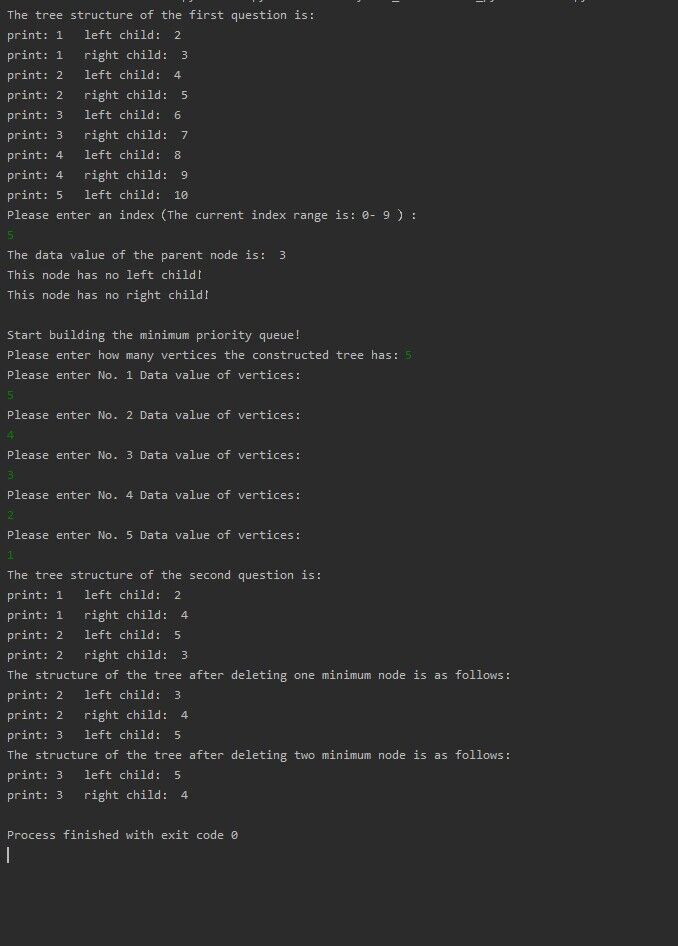 The tree structure of the first question is:
print: 1   left child:  2
print: 1   right child:  3
print: 2   left child:  4
print: 2   right child:  5
print: 3   left child:  6
print: 3   right child:  7
print: 4   left child:  8
print: 4   right child:  9
print: 5   left child:  10
Please enter an index (The current index range is: 0- 9 ) :
5
The data value of the parent node is:  3
This node has no left child!
This node has no right child!
Start building the minimum priority queue!
Please enter how many vertices the constructed tree has: 5
Please enter No. 1 Data value of vertices:
5
Please enter No. 2 Data value of vertices:
4
Please enter No. 3 Data value of vertices:
3
Please enter No. 4 Data value of vertices:
2
Please enter No. 5 Data value of vertices:
1
The tree structure of the second question is:
print: 1   left child:  2
print: 1   right child:  4
print: 2   left child:  5
print: 2   right child:  3
The structure of the tree after deleting one minimum node is as follows:
print: 2   left child:  3
print: 2   right child:  4
print: 3   left child:  5
The structure of the tree after deleting two minimum node is as follows:
print: 3   left child:  5
print: 3   right child:  4
Process finished with exit code 0